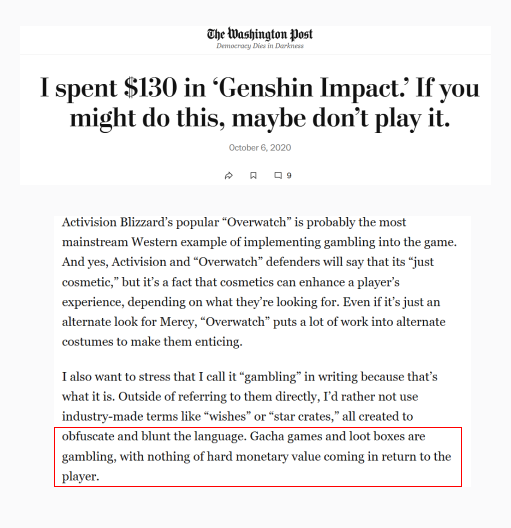 The Washington Post
Democracy Dies in Darkness
I spent $130 in ‘Genshin Impact.’ If you
might do this, maybe don’t play it.
October 6, 2020
9
Activision Blizzard’s popular “Overwatch” is probably the most
mainstream Western example of implementing gambling into the game.
And yes, Activision and “Overwatch” defenders will say that its “just
cosmetic,” but it’s a fact that cosmetics can enhance a player’s
experience, depending on what they’re looking for. Even if it’s just an
alternate look for Mercy, “Overwatch” puts a lot of work into alternate
costumes to make them enticing.
I also want to stress that I call it “gambling” in writing because that’s
what it is. Outside of referring to them directly, I’d rather not use
industry-made terms like “wishes” or “star crates,” all created to
obfuscate and blunt the language. Gacha games and loot boxes are
gambling, with nothing of hard monetary value coming in return to the
player.